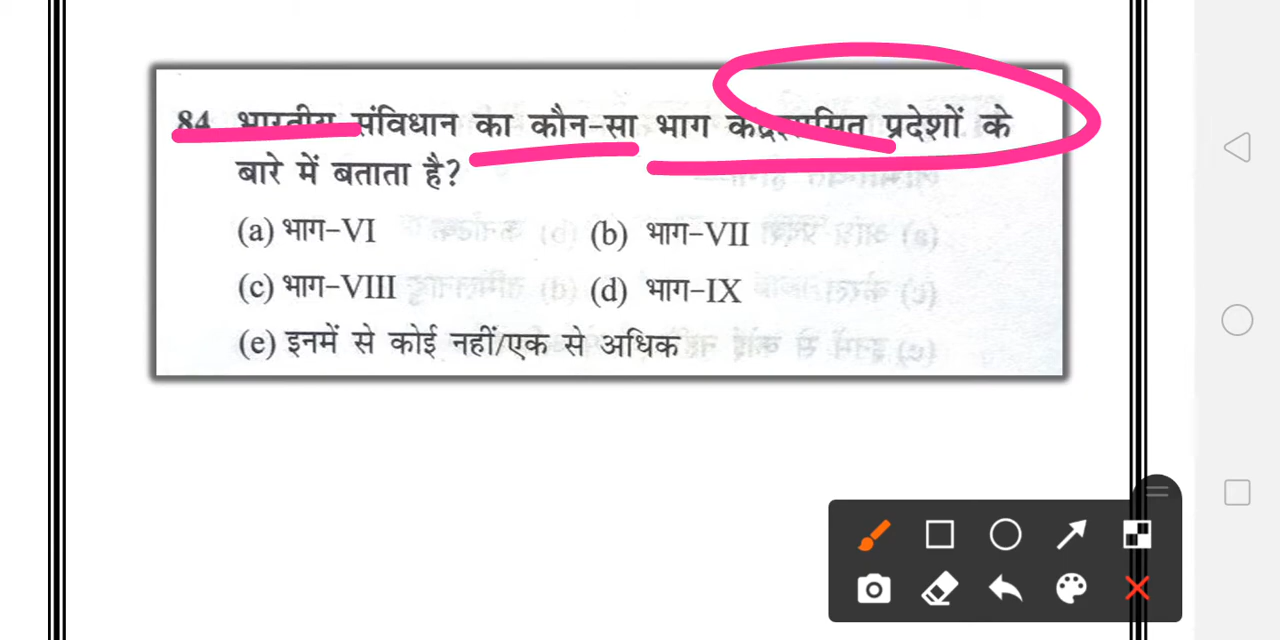 84 भारतीय संविधान का कौन-सा भाग केंद्रशासित प्रदेशों के
बारे में बताता है?
(a) भाग-VI (b) भाग-VII
(c) भाग-VIII (d) भाग-IX
(e) इनमें से कोई नहीं/एक से अधिक